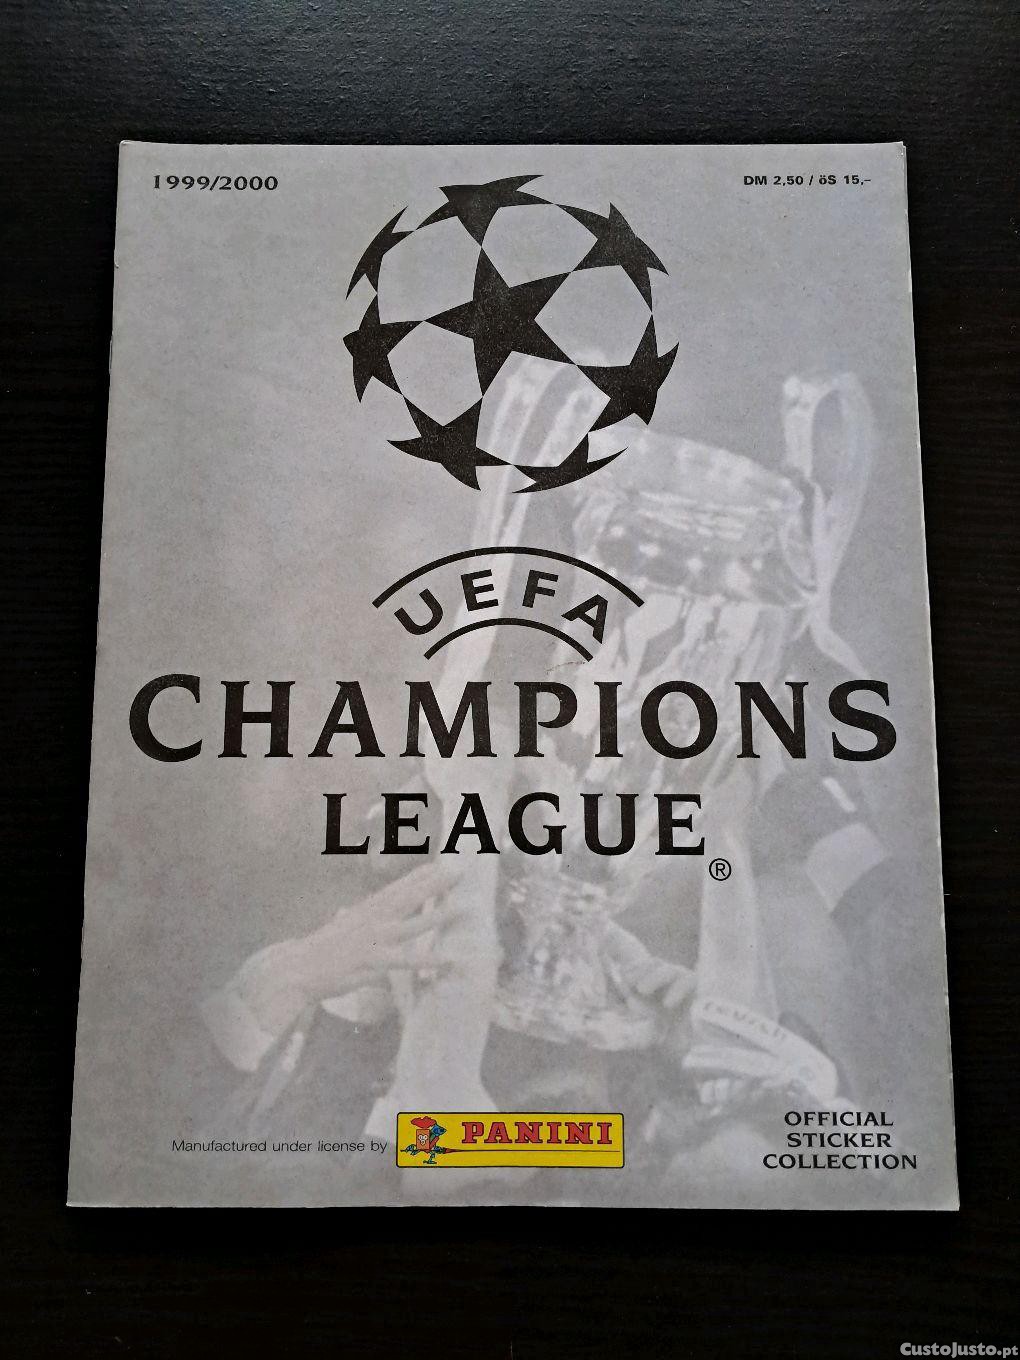 1999/2000
DM 2,50 / öS 15,-
UEFA
CHAMPIONS
LEAGUE®
Manufactured under license by
PANINI
OFFICIAL
STICKER
COLLECTION
CustoJusto.pt